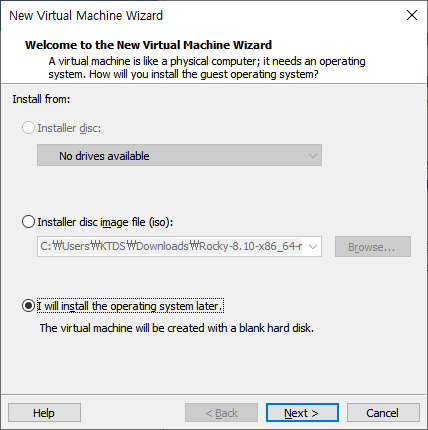 New Virtual Machine Wizard
Welcome to the New Virtual Machine Wizard
A virtual machine is like a physical computer; it needs an operating
system. How will you install the guest operating system?
Install from:
Installer disc:
No drives available
Installer disc image file (iso):
C:₩Users₩KTDS₩Downloads₩Rocky-8.10-x86_64-
Browse...
I will install the operating system later.
The virtual machine will be created with a blank hard disk.
Help
< Back
Next >
Cancel